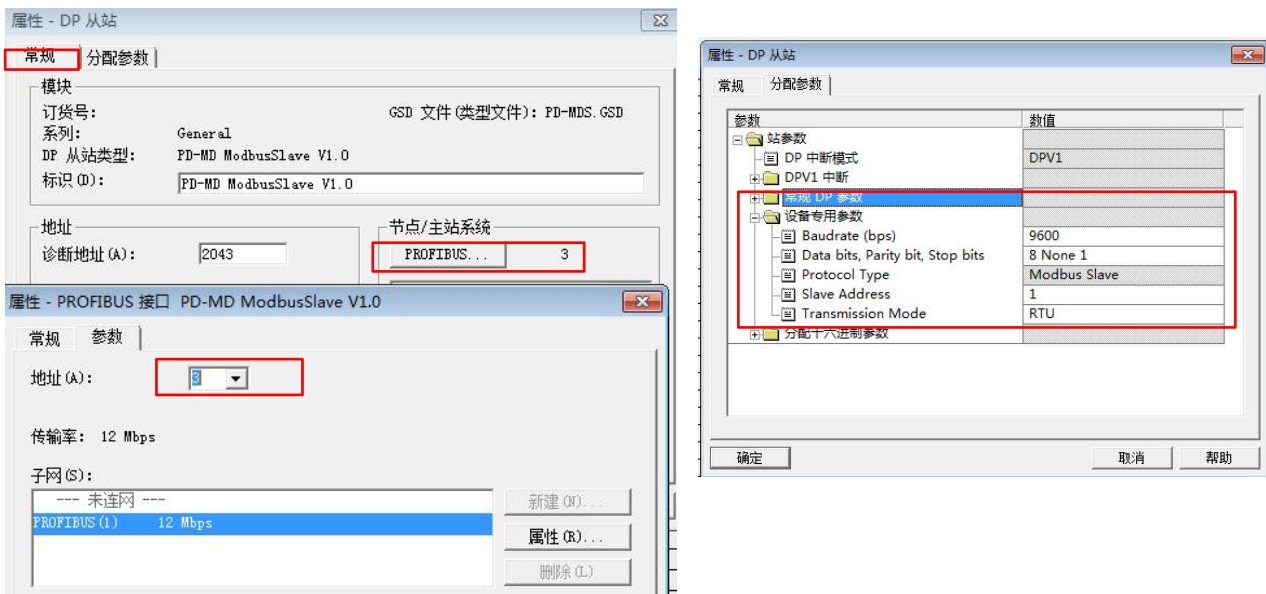 属性 - DP 从站
常规 分配参数
模块
订货号: GSD 文件(类型文件): PD-MDS.GSD
系列: General
DP 从站类型: PD-MD ModbusSlave V1.0
标识(D): PD-MD ModbusSlave V1.0
地址
诊断地址(A): 2043
节点/主站系统
PROFIBUS... 3
属性 - PROFIBUS 接口 PD-MD ModbusSlave V1.0
常规 参数
地址(A): 3
传输率: 12 Mbps
子网(S):
--- 未连网 ---
PROFIBUS(1) 12 Mbps
新建(N)...
属性(R)...
删除(L)
属性 - DP 从站
常规 分配参数
参数 数值
站参数
DP 中断模式 DPV1
DPV1 中断
常规 DP 参数
设备专用参数
Baudrate (bps) 9600
Data bits, Parity bit, Stop bits 8 None 1
Protocol Type Modbus Slave
Slave Address 1
Transmission Mode RTU
分配十六进制参数
确定 取消 帮助